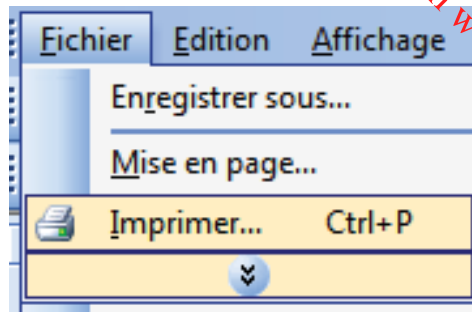 Fichier Edition Affichage
Enregistrer sous...
Mise en page...
Imprimer... Ctrl+P